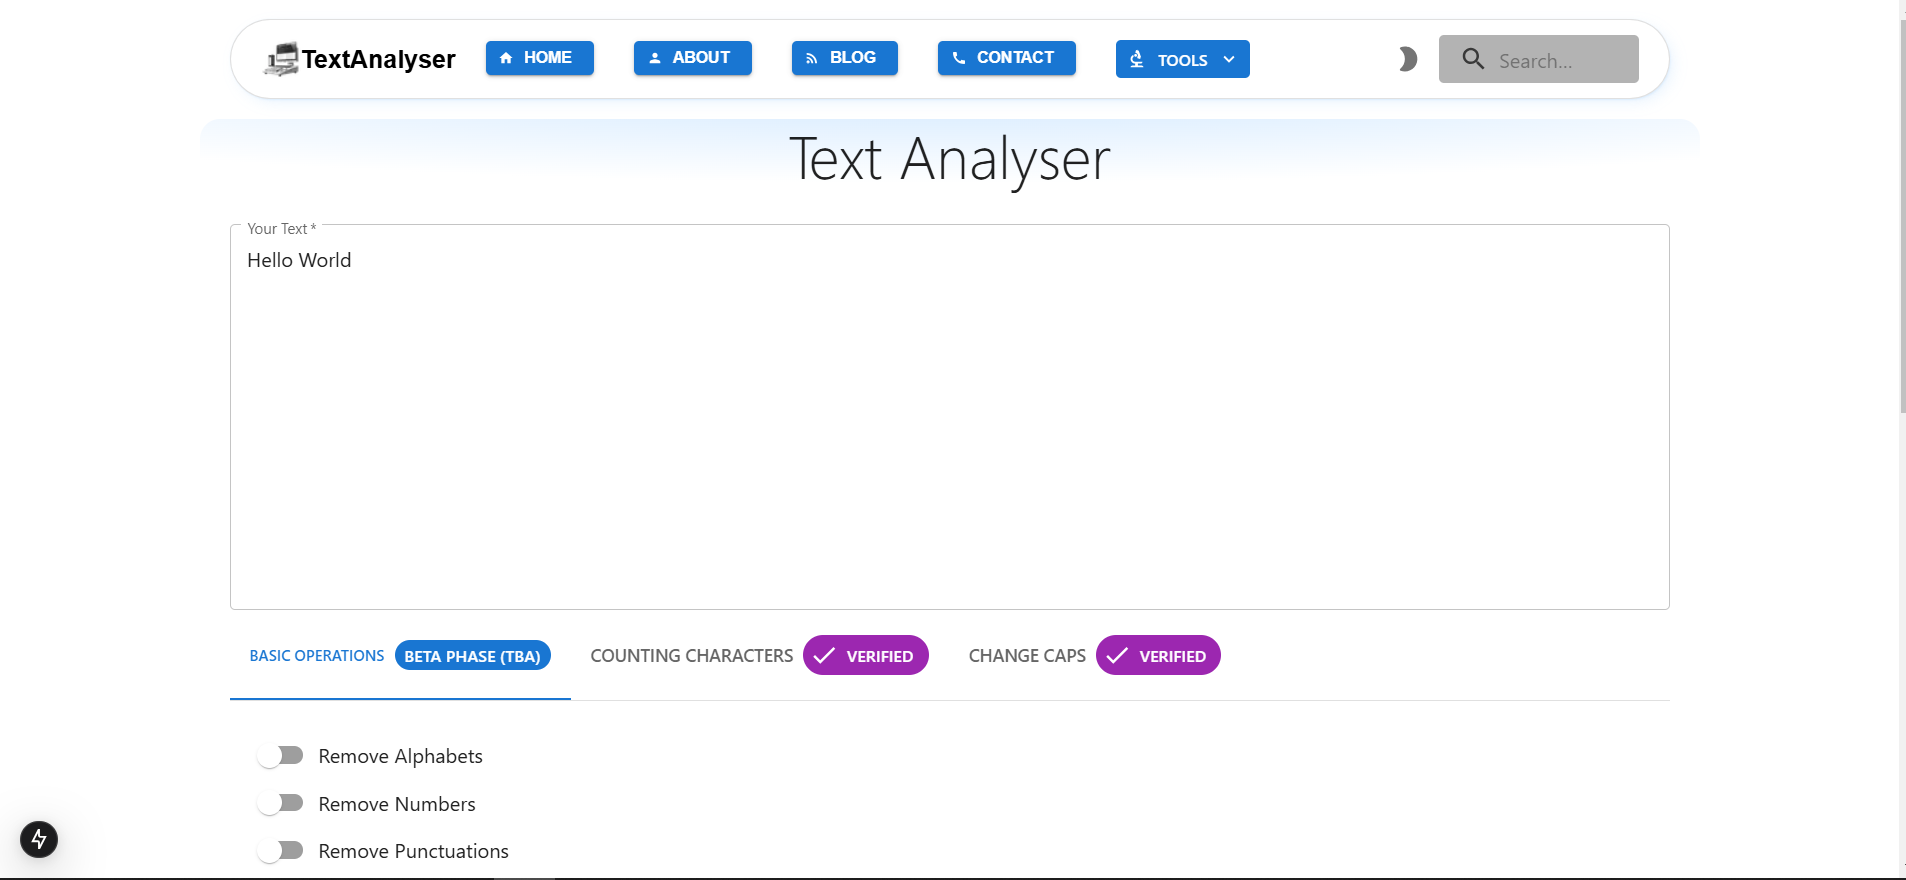 TextAnalyser HOME ABOUT BLOG CONTACT TOOLS Search...
Text Analyser
Your Text *
Hello World
BASIC OPERATIONS BETA PHASE (TBA) COUNTING CHARACTERS VERIFIED CHANGE CAPS VERIFIED
Remove Alphabets
Remove Numbers
Remove Punctuations